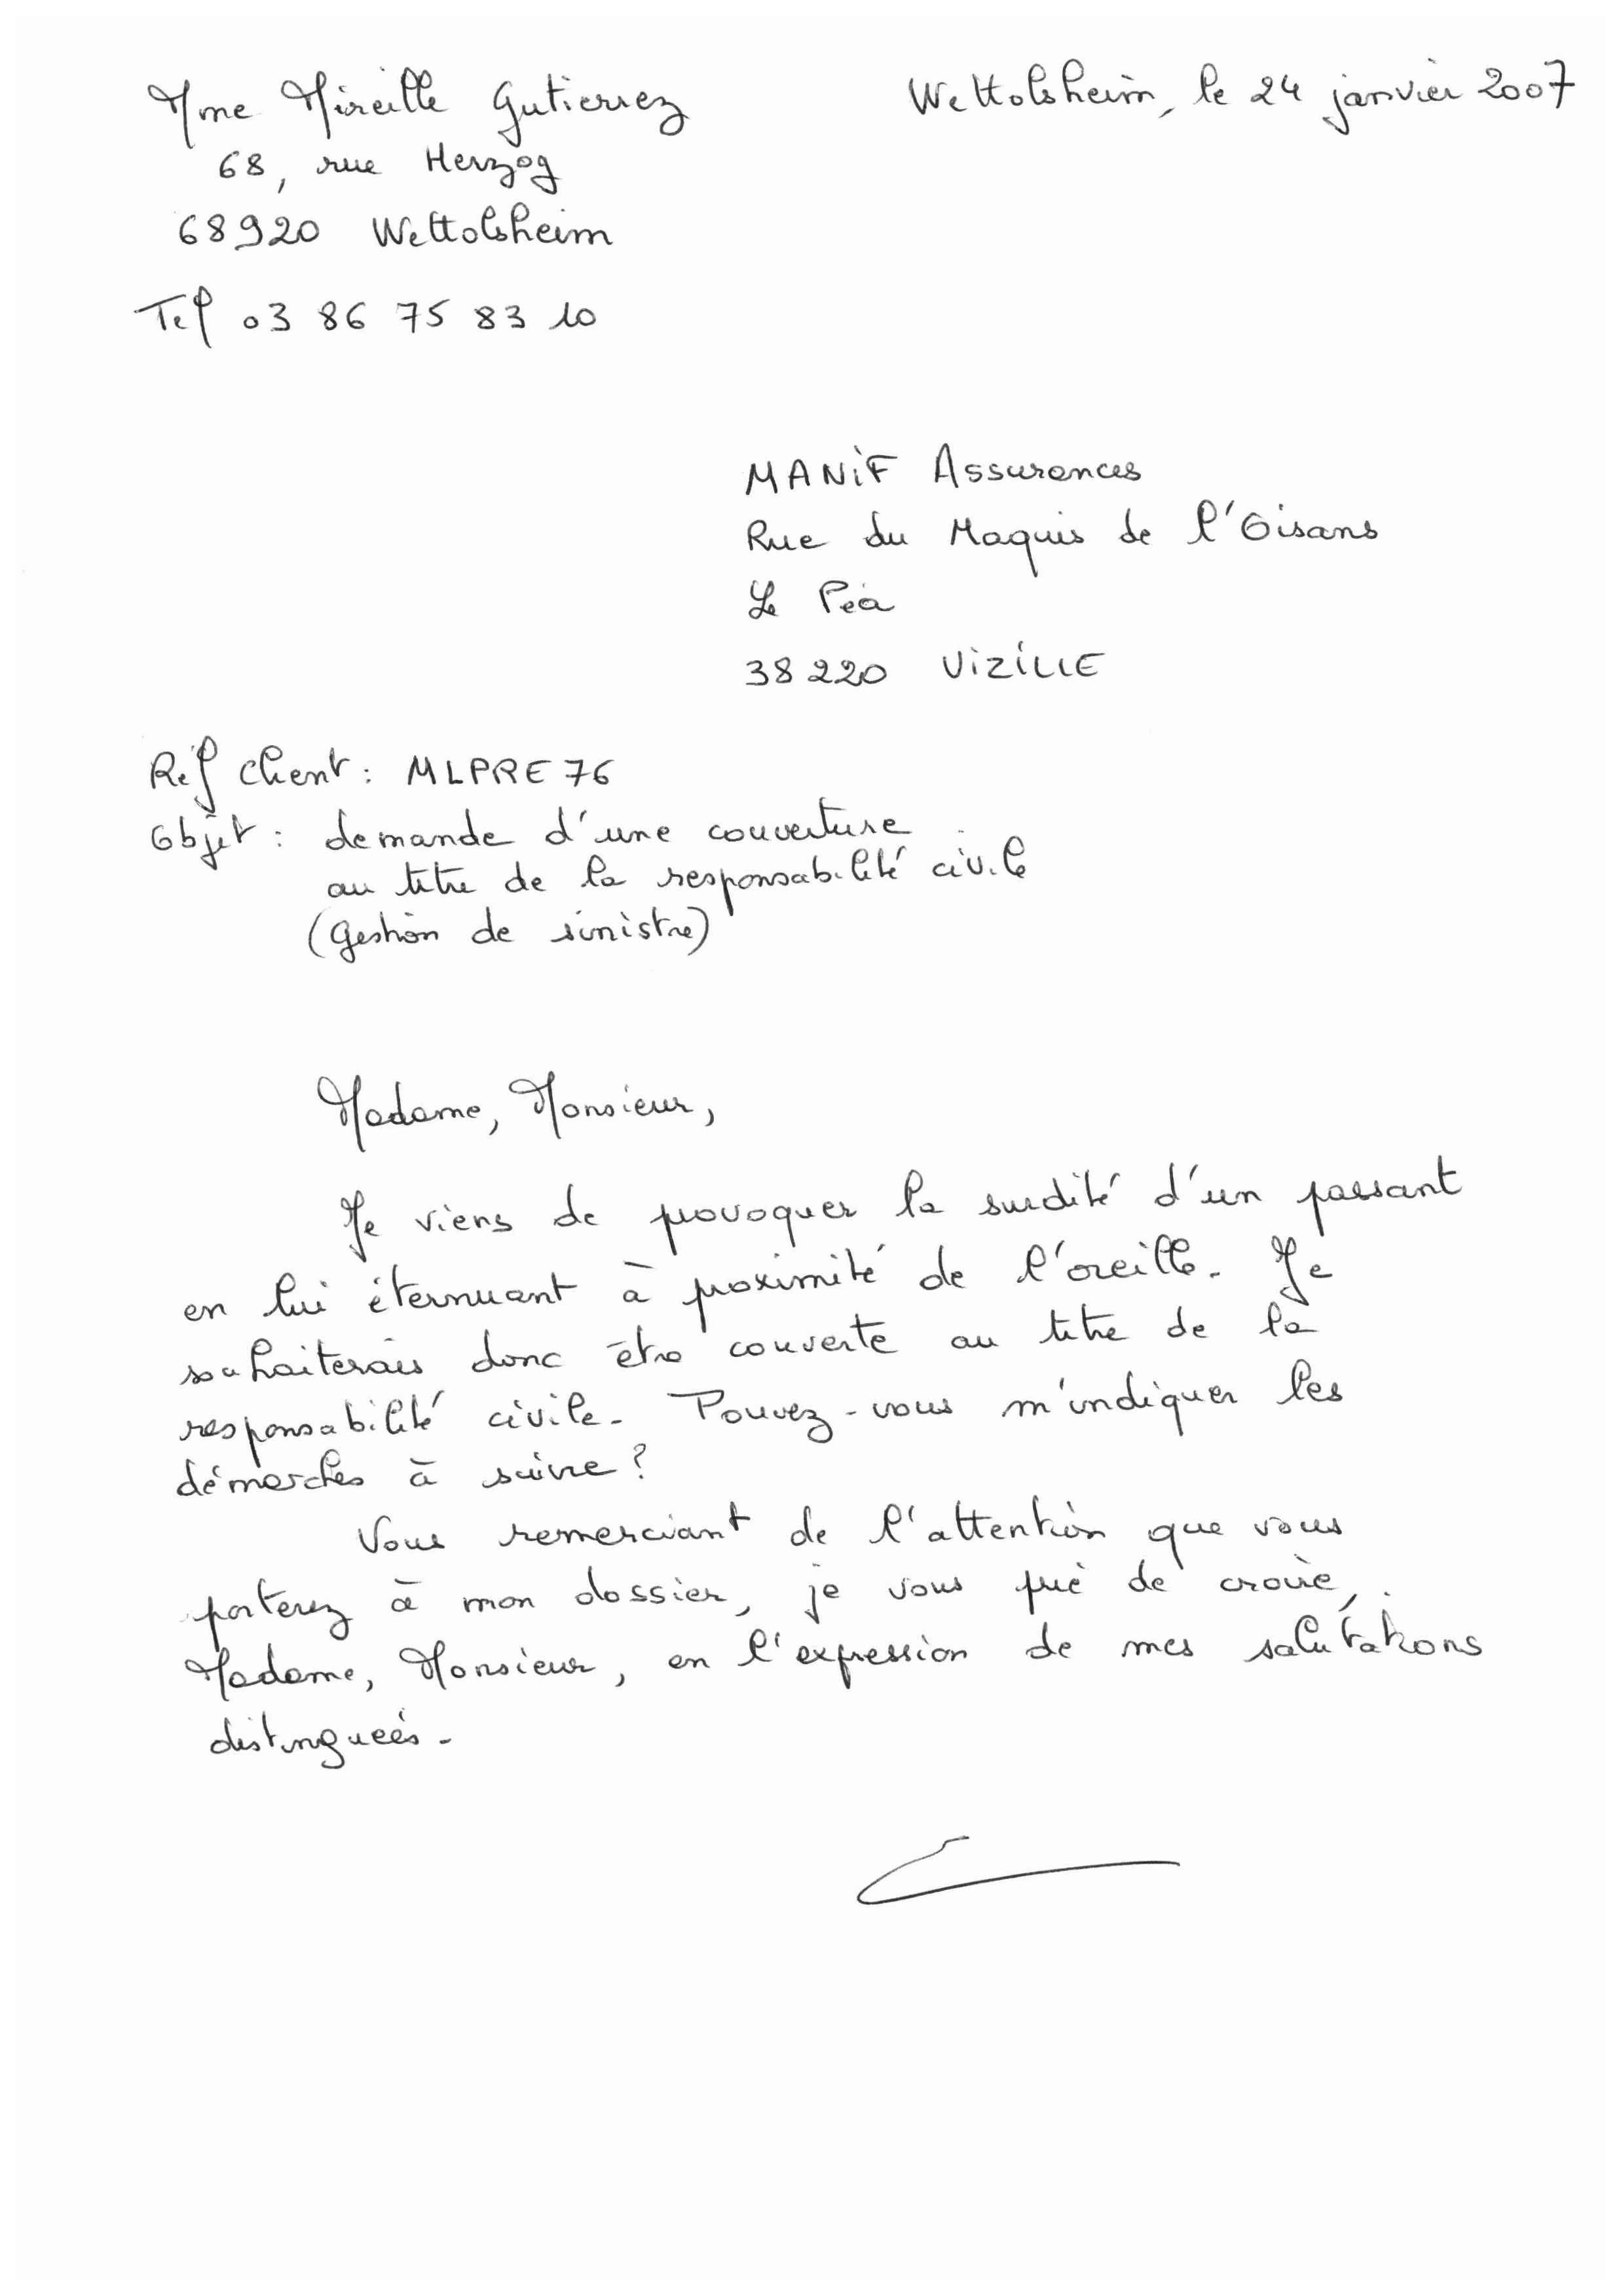 Mme Mireille Gutierrez
Wettolsheim, le 24 janvier 2007
68, rue Herzog
68920 Wettolsheim
Tel 03 86 75 83 10
MANIF Assurances
Rue du Maquis de l'Oisans
Le Péa
38220 VIZILLE
Réf client : MLPRE76
Objet : demande d'une couverture
au titre de la responsabilité civile
(Gestion de sinistre)
Madame, Monsieur,
Je viens de provoquer la surdité d'un passant
en lui éternuant à proximité de l'oreille. Je
souhaiterais donc être couverte au titre de la
responsabilité civile. Pouvez-vous m'indiquer les
démarches à suivre ?
Vous remerciant de l'attention que vous
porterez à mon dossier, je vous prie de croire,
Madame, Monsieur, en l'expression de mes salutations
distinguées.